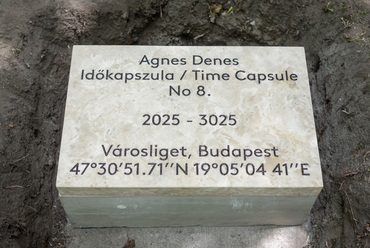 Agnes Denes
Időkapszula / Time Capsule
No 8.
2025 - 3025
Városliget, Budapest
47°30′51.71′′N 19°05′04 41′′E